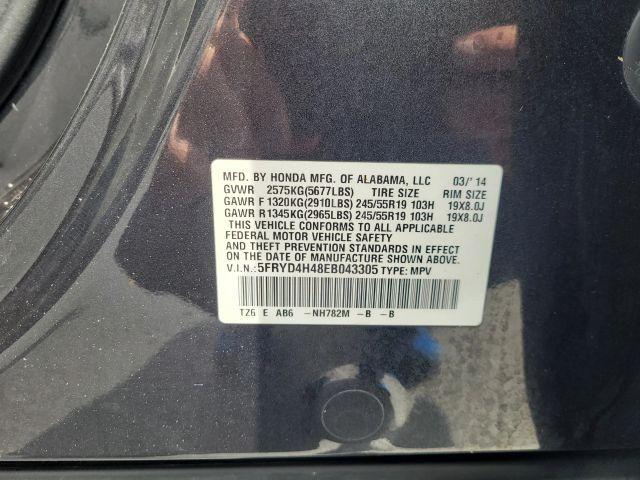 MFD. BY HONDA MFG. OF ALABAMA, LLC 03/'14
GVWR 2575KG(5677LBS) TIRE SIZE RIM SIZE
GAWR F 1320KG(2910LBS) 245/55R19 103H 19X8.0J
GAWR R1345KG(2965LBS) 245/55R19 103H 19X8.0J
THIS VEHICLE CONFORMS TO ALL APPLICABLE
FEDERAL MOTOR VEHICLE SAFETY
AND THEFT PREVENTION STANDARDS IN EFFECT
ON THE DATE OF MANUFACTURE SHOWN ABOVE.
V.I.N.:5FRYD4H48EB043305 TYPE: MPV
TZ6 E AB6 -NH782M -B -B